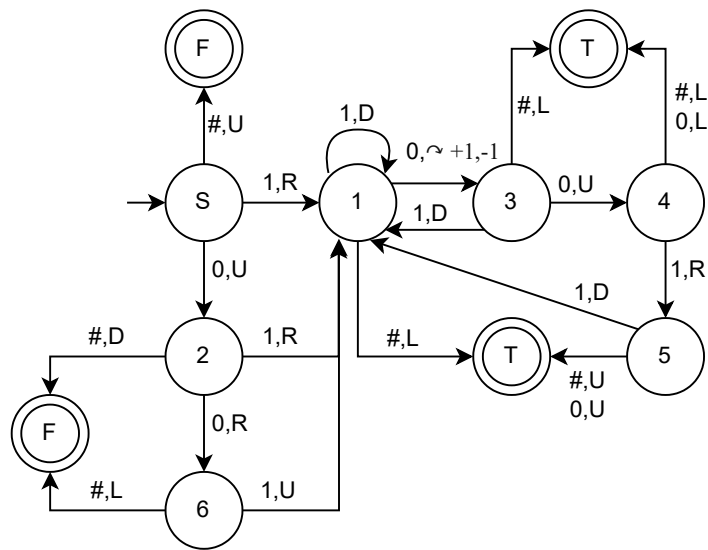 F
T
#,U
#,L
#,L
0,L
1,D
0,↷ +1,-1
S
1,R
1
3
0,U
4
1,D
0,U
1,R
1,D
#,D
2
1,R
#,L
T
5
#,U
0,U
F
0,R
#,L
6
1,U